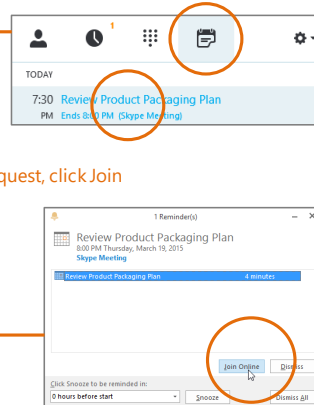 1
TODAY
7:30 Review Product Packaging Plan
PM Ends 8:00 PM (Skype Meeting)
quest, click Join
1 Reminder(s)
Review Product Packaging Plan
8:00 PM Thursday, March 19, 2015
Skype Meeting
Review Product Packaging Plan 4 minutes
Join Online Dismiss
Click Snooze to be reminded in:
0 hours before start Snooze Dismiss All